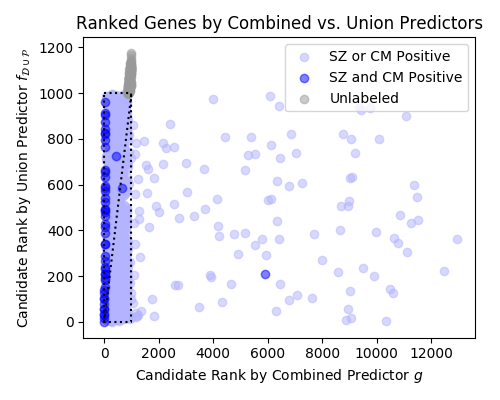 Ranked Genes by Combined vs. Union Predictors
SZ or CM Positive
SZ and CM Positive
Unlabeled
Candidate Rank by Union Predictor f_{D∪P}
1200
1000
800
600
400
200
0
0 2000 4000 6000 8000 10000 12000
Candidate Rank by Combined Predictor g